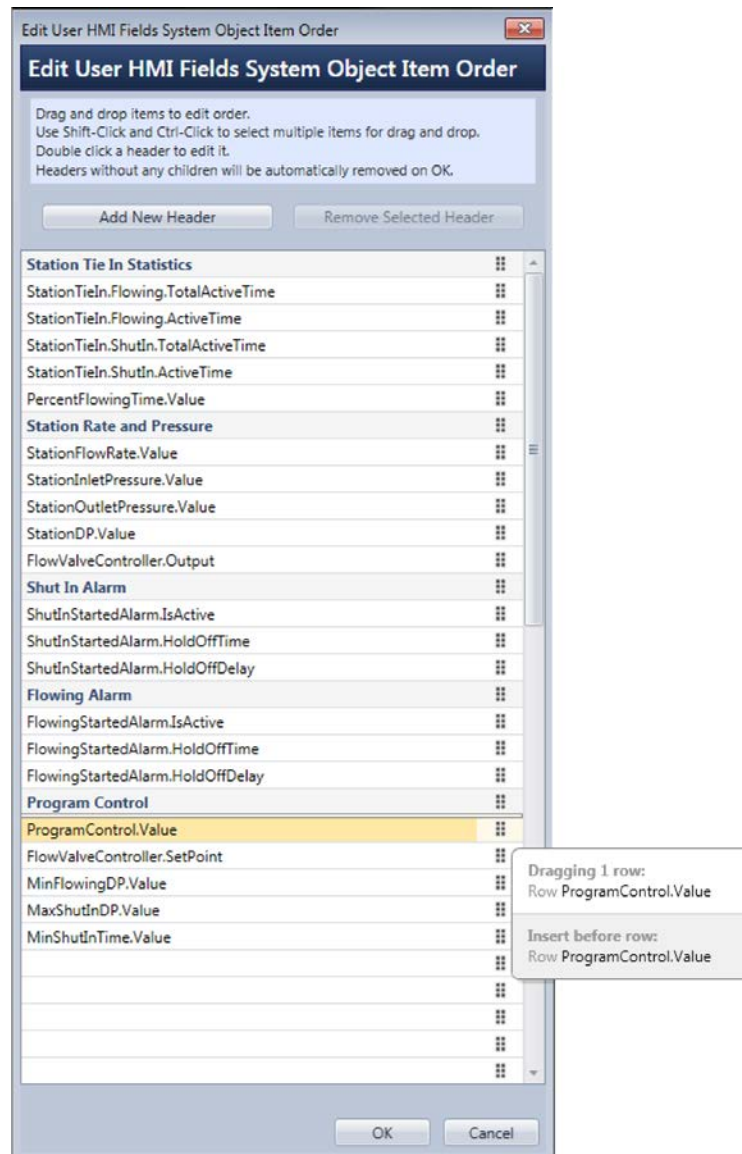 Edit User HMI Fields System Object Item Order
Edit User HMI Fields System Object Item Order
Drag and drop items to edit order.
Use Shift-Click and Ctrl-Click to select multiple items for drag and drop.
Double click a header to edit it.
Headers without any children will be automatically removed on OK.
Add New Header Remove Selected Header
Station Tie In Statistics
StationTieIn.Flowing.TotalActiveTime
StationTieIn.Flowing.ActiveTime
StationTieIn.ShutIn.TotalActiveTime
StationTieIn.ShutIn.ActiveTime
PercentFlowingTime.Value
Station Rate and Pressure
StationFlowRate.Value
StationInletPressure.Value
StationOutletPressure.Value
StationDP.Value
FlowValveController.Output
Shut In Alarm
ShutInStartedAlarm.IsActive
ShutInStartedAlarm.HoldOffTime
ShutInStartedAlarm.HoldOffDelay
Flowing Alarm
FlowingStartedAlarm.IsActive
FlowingStartedAlarm.HoldOffTime
FlowingStartedAlarm.HoldOffDelay
Program Control
ProgramControl.Value
FlowValveController.SetPoint
MinFlowingDP.Value
MaxShutInDP.Value
MinShutInTime.Value
Dragging 1 row:
Row ProgramControl.Value
Insert before row:
Row ProgramControl.Value
OK Cancel